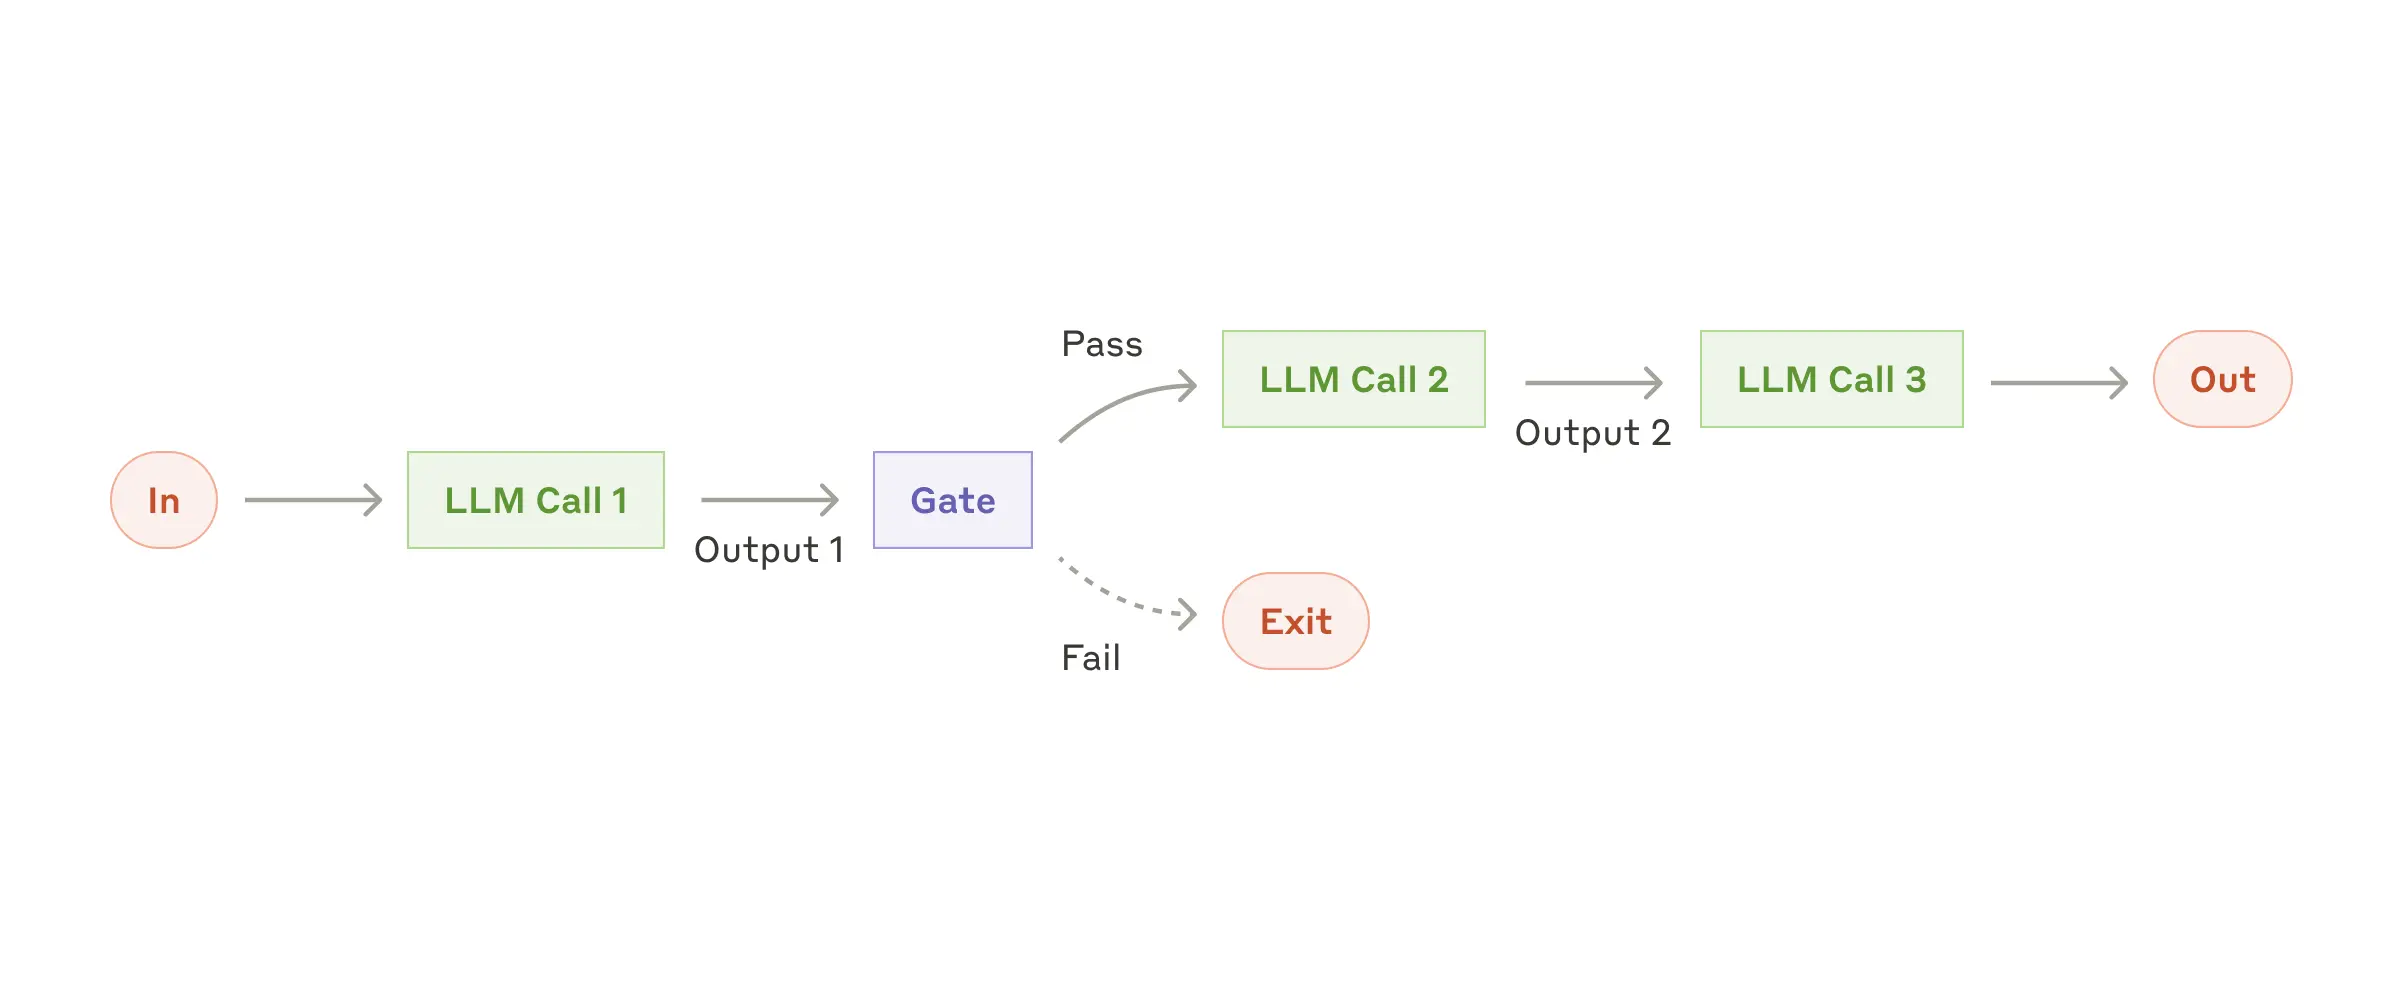 In
LLM Call 1
Output 1
Gate
Pass
LLM Call 2
Output 2
LLM Call 3
Out
Fail
Exit